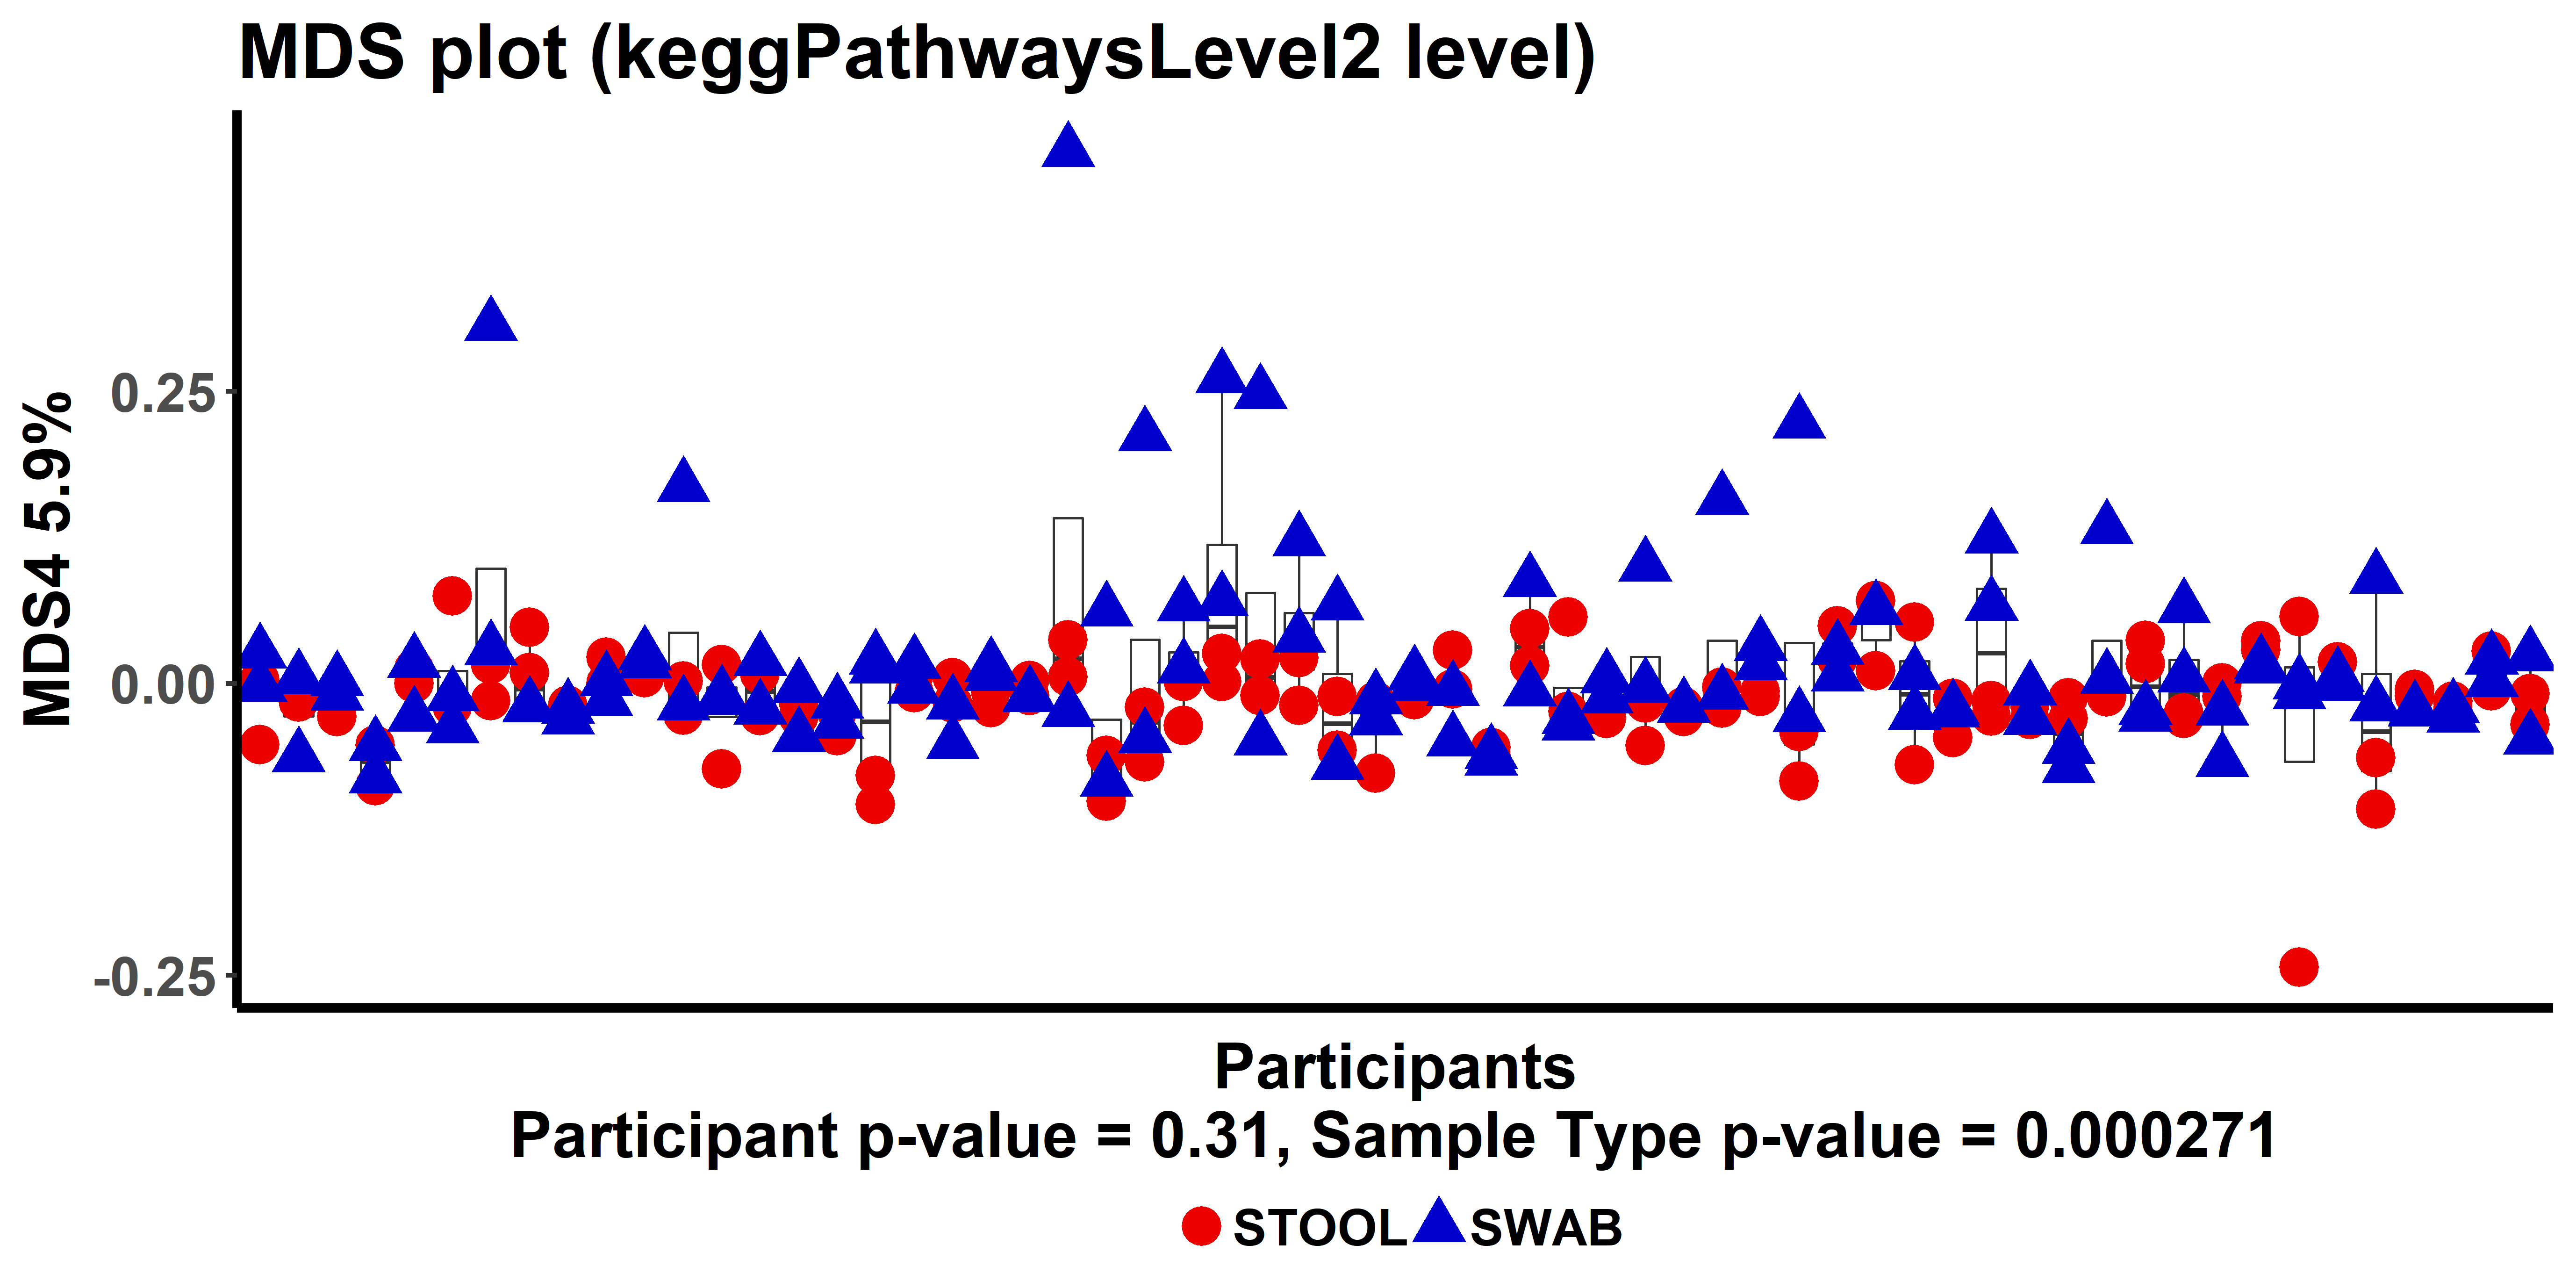 MDS plot (keggPathwaysLevel2 level)
MDS4 5.9%
0.25
0.00
-0.25
Participants
Participant p-value = 0.31, Sample Type p-value = 0.000271
STOOL SWAB